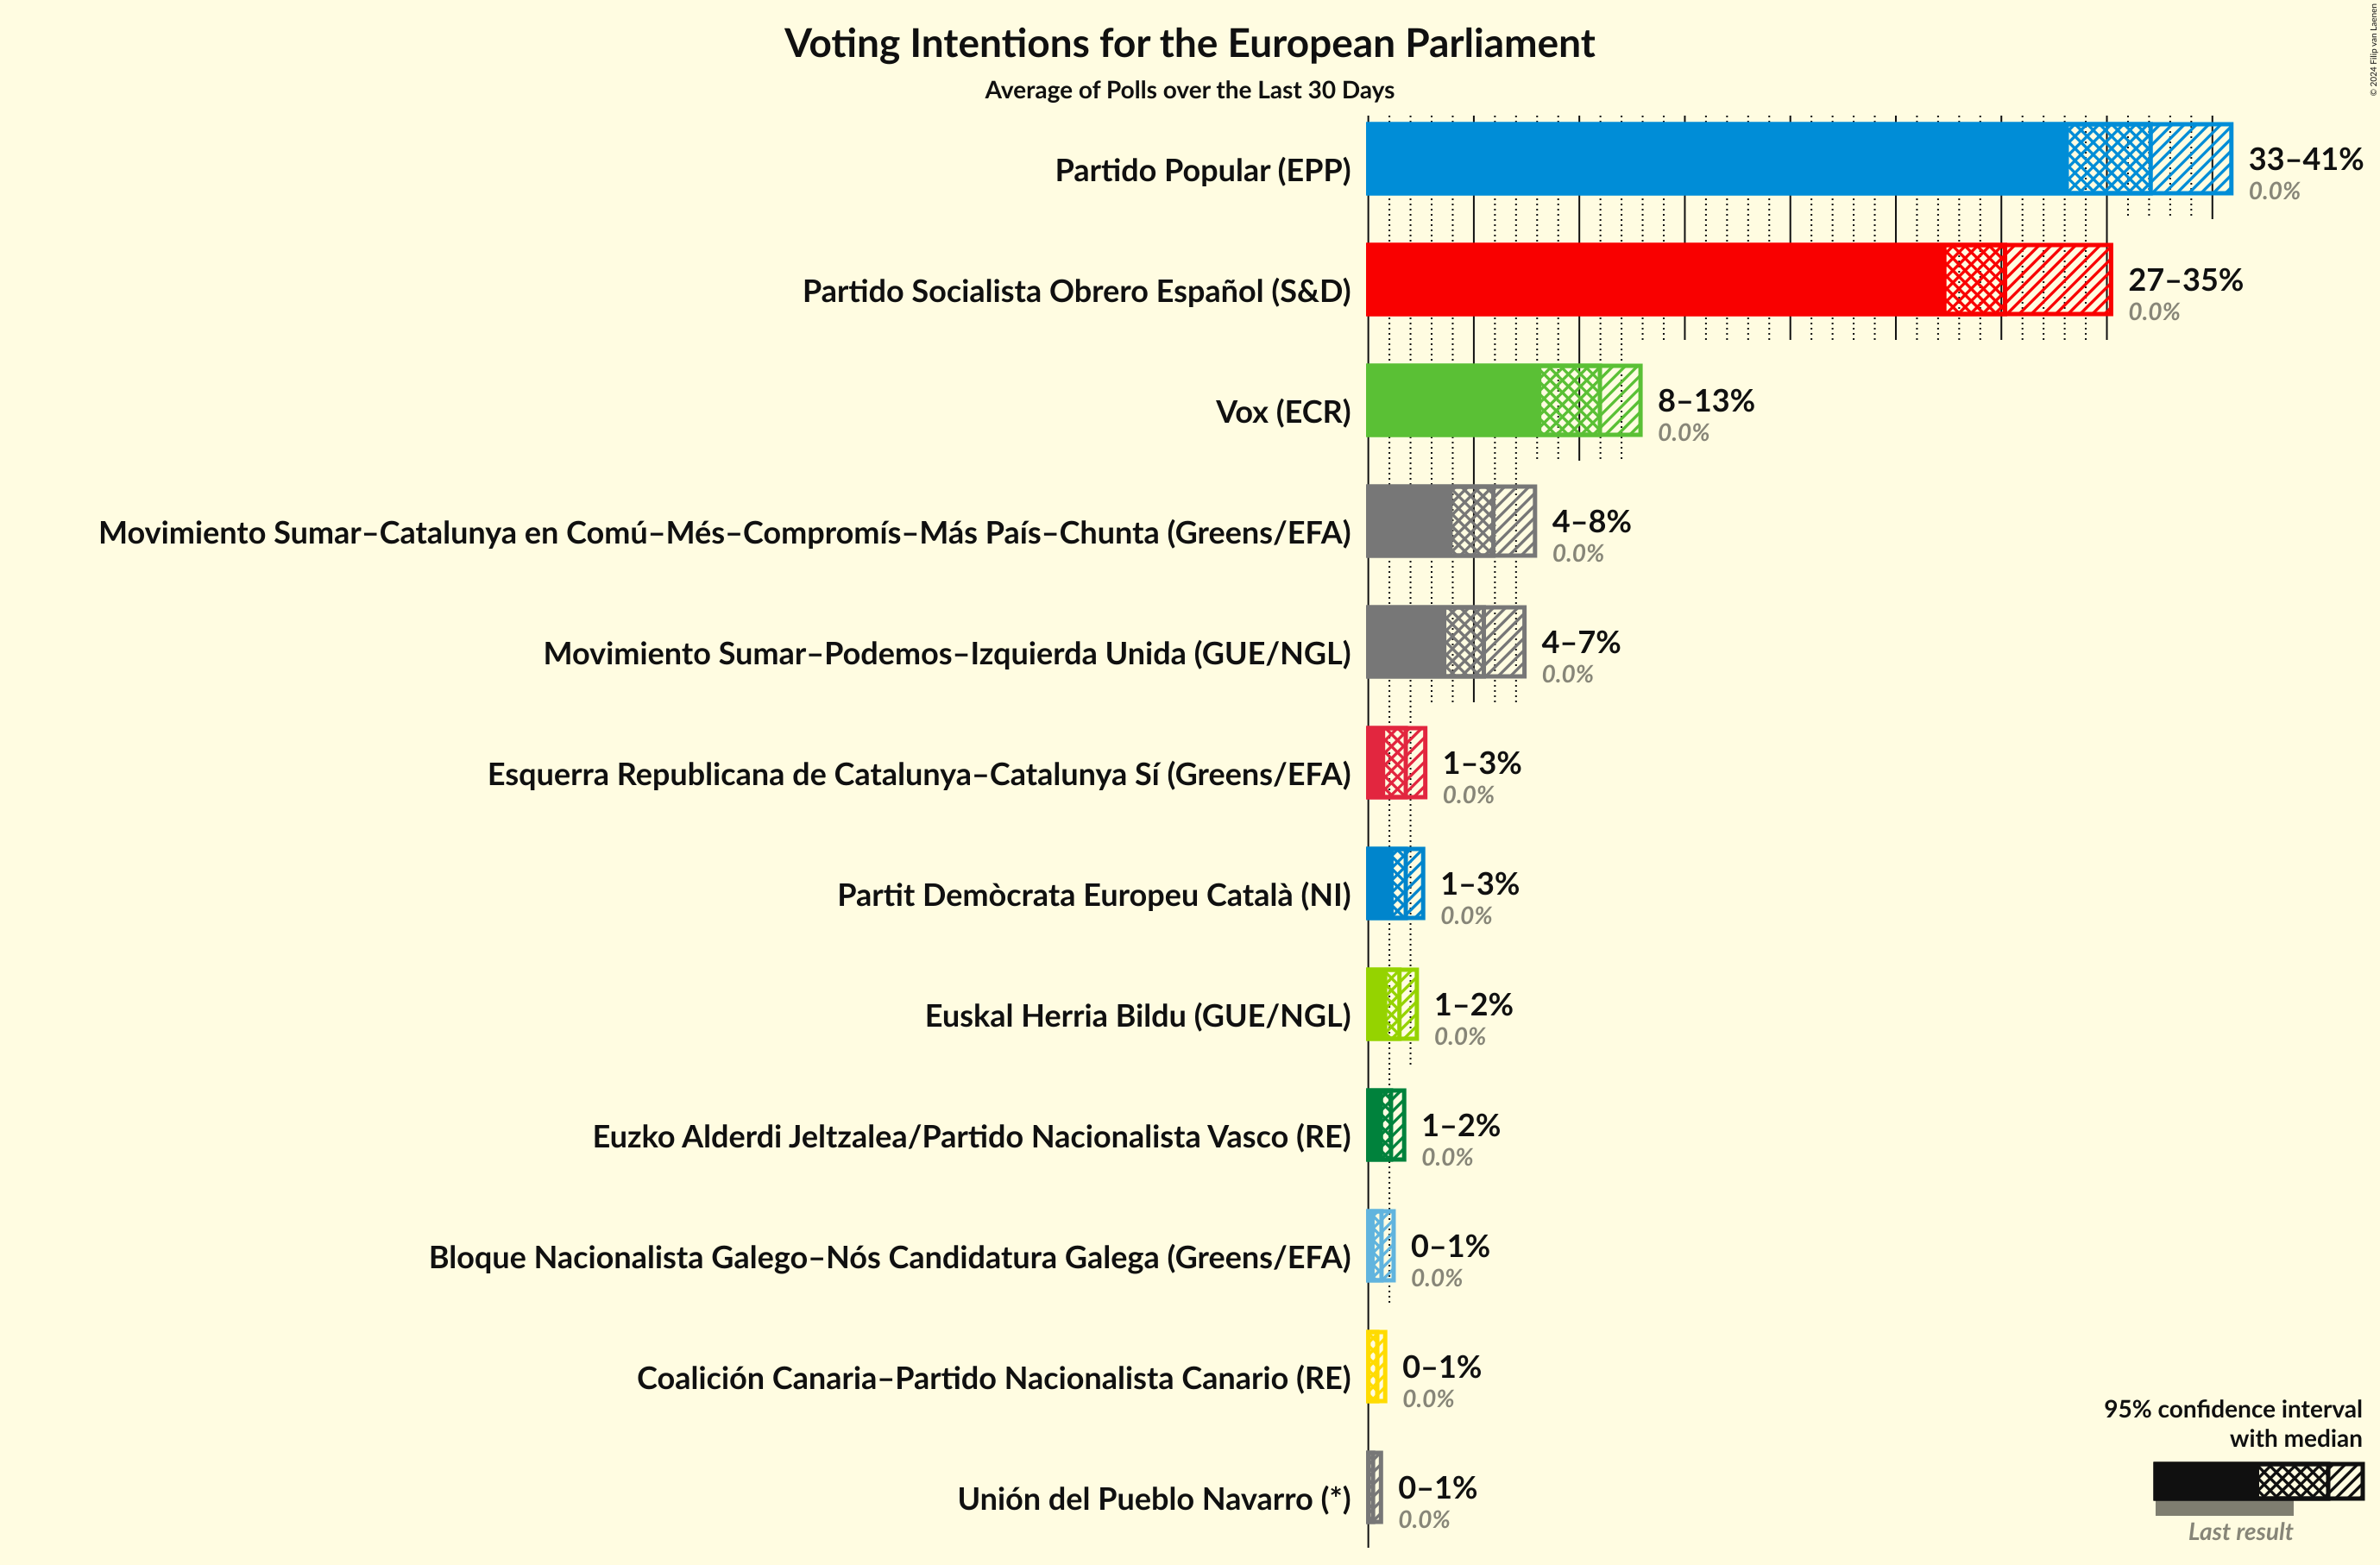 Voting Intentions for the European Parliament
Average of Polls over the Last 30 Days
© 2024 Filip van Laenen
Partido Popular (EPP)
33–41%
0.0%
Partido Socialista Obrero Español (S&D)
27–35%
0.0%
Vox (ECR)
8–13%
0.0%
Movimiento Sumar–Catalunya en Comú–Més–Compromís–Más País–Chunta (Greens/EFA)
4–8%
0.0%
Movimiento Sumar–Podemos–Izquierda Unida (GUE/NGL)
4–7%
0.0%
Esquerra Republicana de Catalunya–Catalunya Sí (Greens/EFA)
1–3%
0.0%
Partit Demòcrata Europeu Català (NI)
1–3%
0.0%
Euskal Herria Bildu (GUE/NGL)
1–2%
0.0%
Euzko Alderdi Jeltzalea/Partido Nacionalista Vasco (RE)
1–2%
0.0%
Bloque Nacionalista Galego–Nós Candidatura Galega (Greens/EFA)
0–1%
0.0%
Coalición Canaria–Partido Nacionalista Canario (RE)
0–1%
0.0%
Unión del Pueblo Navarro (*)
0–1%
0.0%
95% confidence interval
with median
Last result